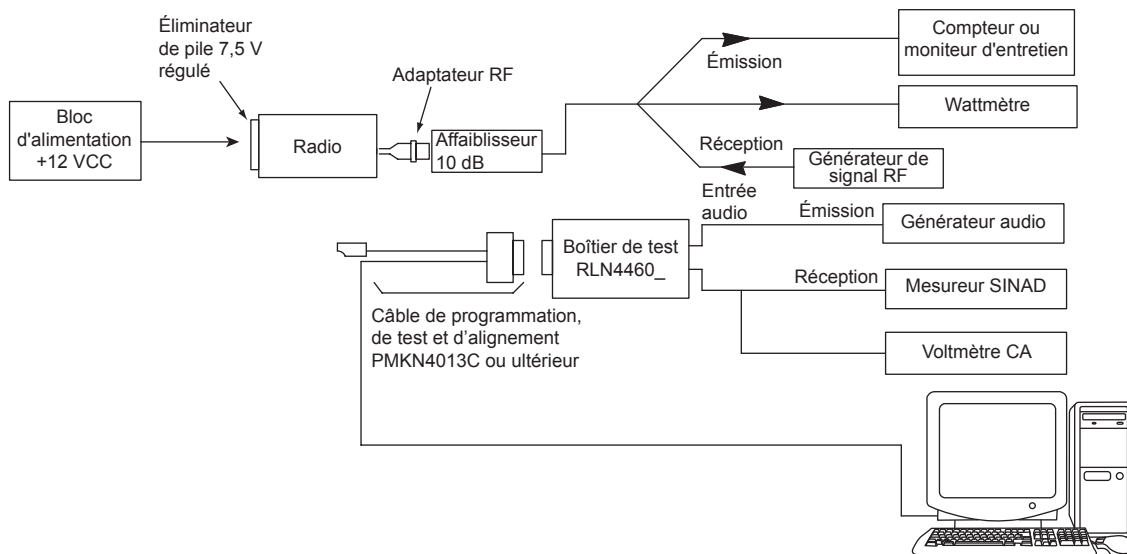 Éliminateur
de pile 7,5 V
régulé
Adaptateur RF
Bloc
d'alimentation
+12 VCC
Radio
Affaiblisseur
10 dB
Émission
Compteur ou
moniteur d'entretien
Wattmètre
Réception
Générateur de
signal RF
Entrée
audio
Émission
Générateur audio
Boîtier de test
RLN4460_
Réception
Mesureur SINAD
Voltmètre CA
Câble de programmation,
de test et d’alignement
PMKN4013C ou ultérieur